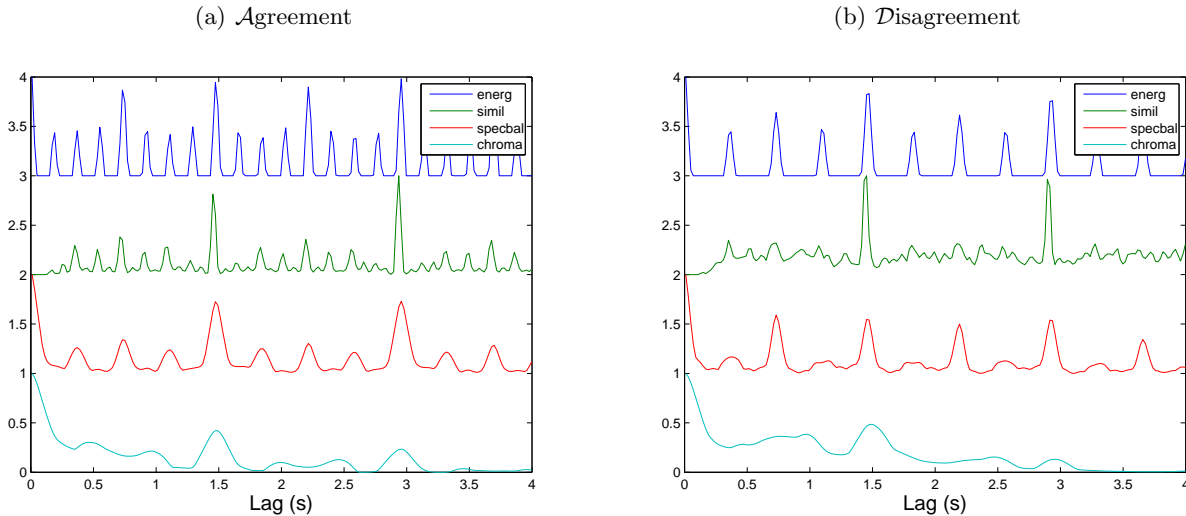 (a) Agreement
4
3.5
3
2.5
2
1.5
1
0.5
0
0 0.5 1 1.5 2 2.5 3 3.5 4
Lag (s)
energ
simil
specbal
chroma
(b) Disagreement
4
3.5
3
2.5
2
1.5
1
0.5
0
0 0.5 1 1.5 2 2.5 3 3.5 4
Lag (s)
energ
simil
specbal
chroma